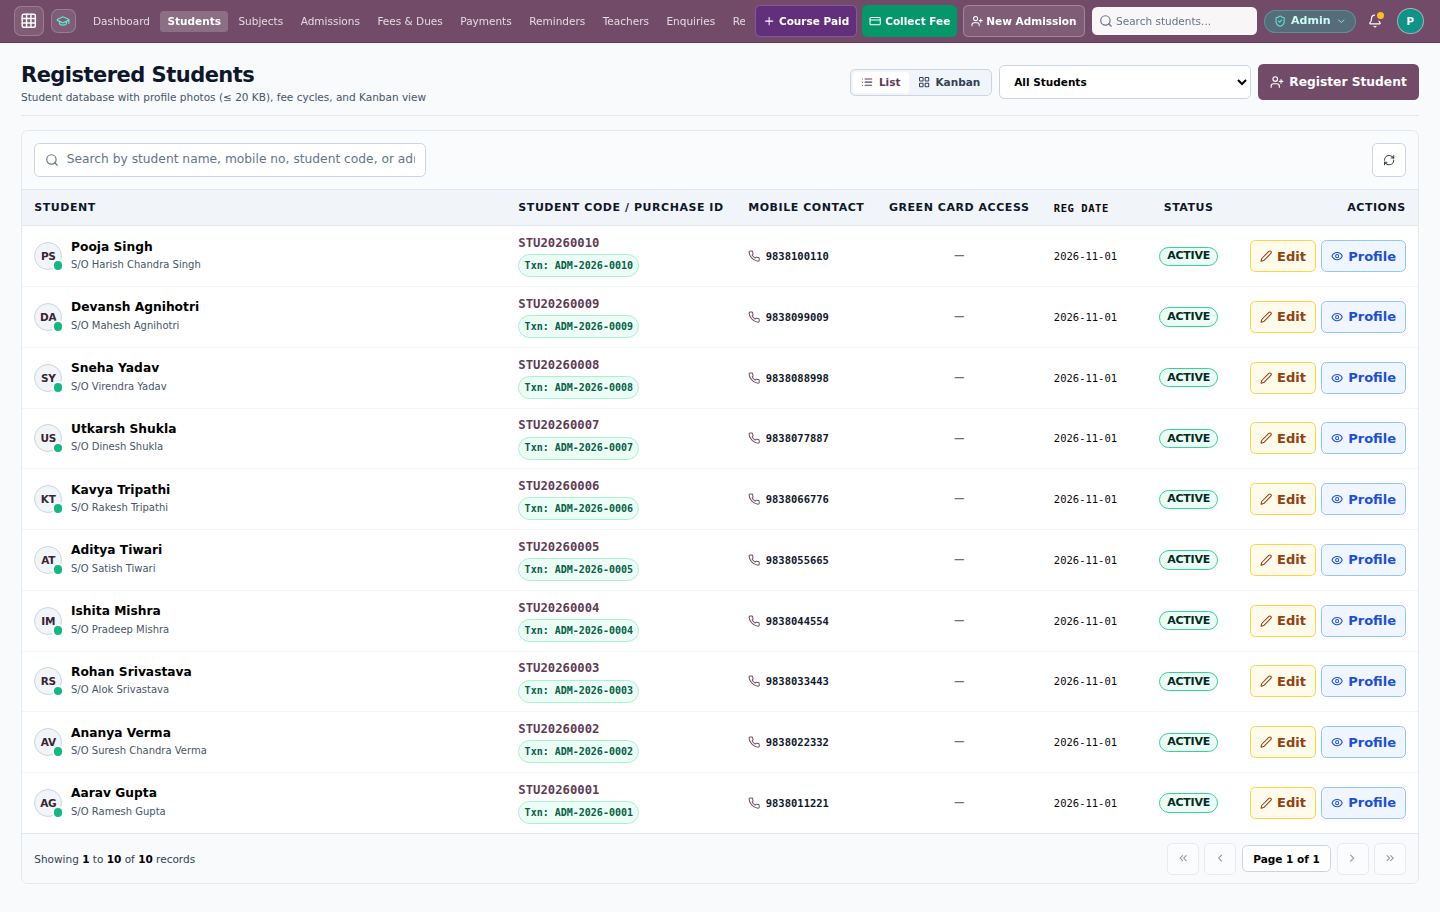 Dashboard Students Subjects Admissions Fees & Dues Payments Reminders Teachers Enquiries Re Course Paid Collect Fee New Admission Search students... Admin P
Registered Students
Student database with profile photos (≤ 20 KB), fee cycles, and Kanban view
List Kanban All Students Register Student
Search by student name, mobile no, student code, or adı
STUDENT STUDENT CODE / PURCHASE ID MOBILE CONTACT GREEN CARD ACCESS REG DATE STATUS ACTIONS
PS Pooja Singh STU20260010
S/O Harish Chandra Singh Txn: ADM-2026-0010 9838100110 — 2026-11-01 ACTIVE Edit Profile
DA Devansh Agnihotri STU20260009
S/O Mahesh Agnihotri Txn: ADM-2026-0009 9838099009 — 2026-11-01 ACTIVE Edit Profile
SY Sneha Yadav STU20260008
S/O Virendra Yadav Txn: ADM-2026-0008 9838088998 — 2026-11-01 ACTIVE Edit Profile
US Utkarsh Shukla STU20260007
S/O Dinesh Shukla Txn: ADM-2026-0007 9838077887 — 2026-11-01 ACTIVE Edit Profile
KT Kavya Tripathi STU20260006
S/O Rakesh Tripathi Txn: ADM-2026-0006 9838066776 — 2026-11-01 ACTIVE Edit Profile
AT Aditya Tiwari STU20260005
S/O Satish Tiwari Txn: ADM-2026-0005 9838055665 — 2026-11-01 ACTIVE Edit Profile
IM Ishita Mishra STU20260004
S/O Pradeep Mishra Txn: ADM-2026-0004 9838044554 — 2026-11-01 ACTIVE Edit Profile
RS Rohan Srivastava STU20260003
S/O Alok Srivastava Txn: ADM-2026-0003 9838033443 — 2026-11-01 ACTIVE Edit Profile
AV Ananya Verma STU20260002
S/O Suresh Chandra Verma Txn: ADM-2026-0002 9838022332 — 2026-11-01 ACTIVE Edit Profile
AG Aarav Gupta STU20260001
S/O Ramesh Gupta Txn: ADM-2026-0001 9838011221 — 2026-11-01 ACTIVE Edit Profile
Showing 1 to 10 of 10 records « ‹ Page 1 of 1 › »